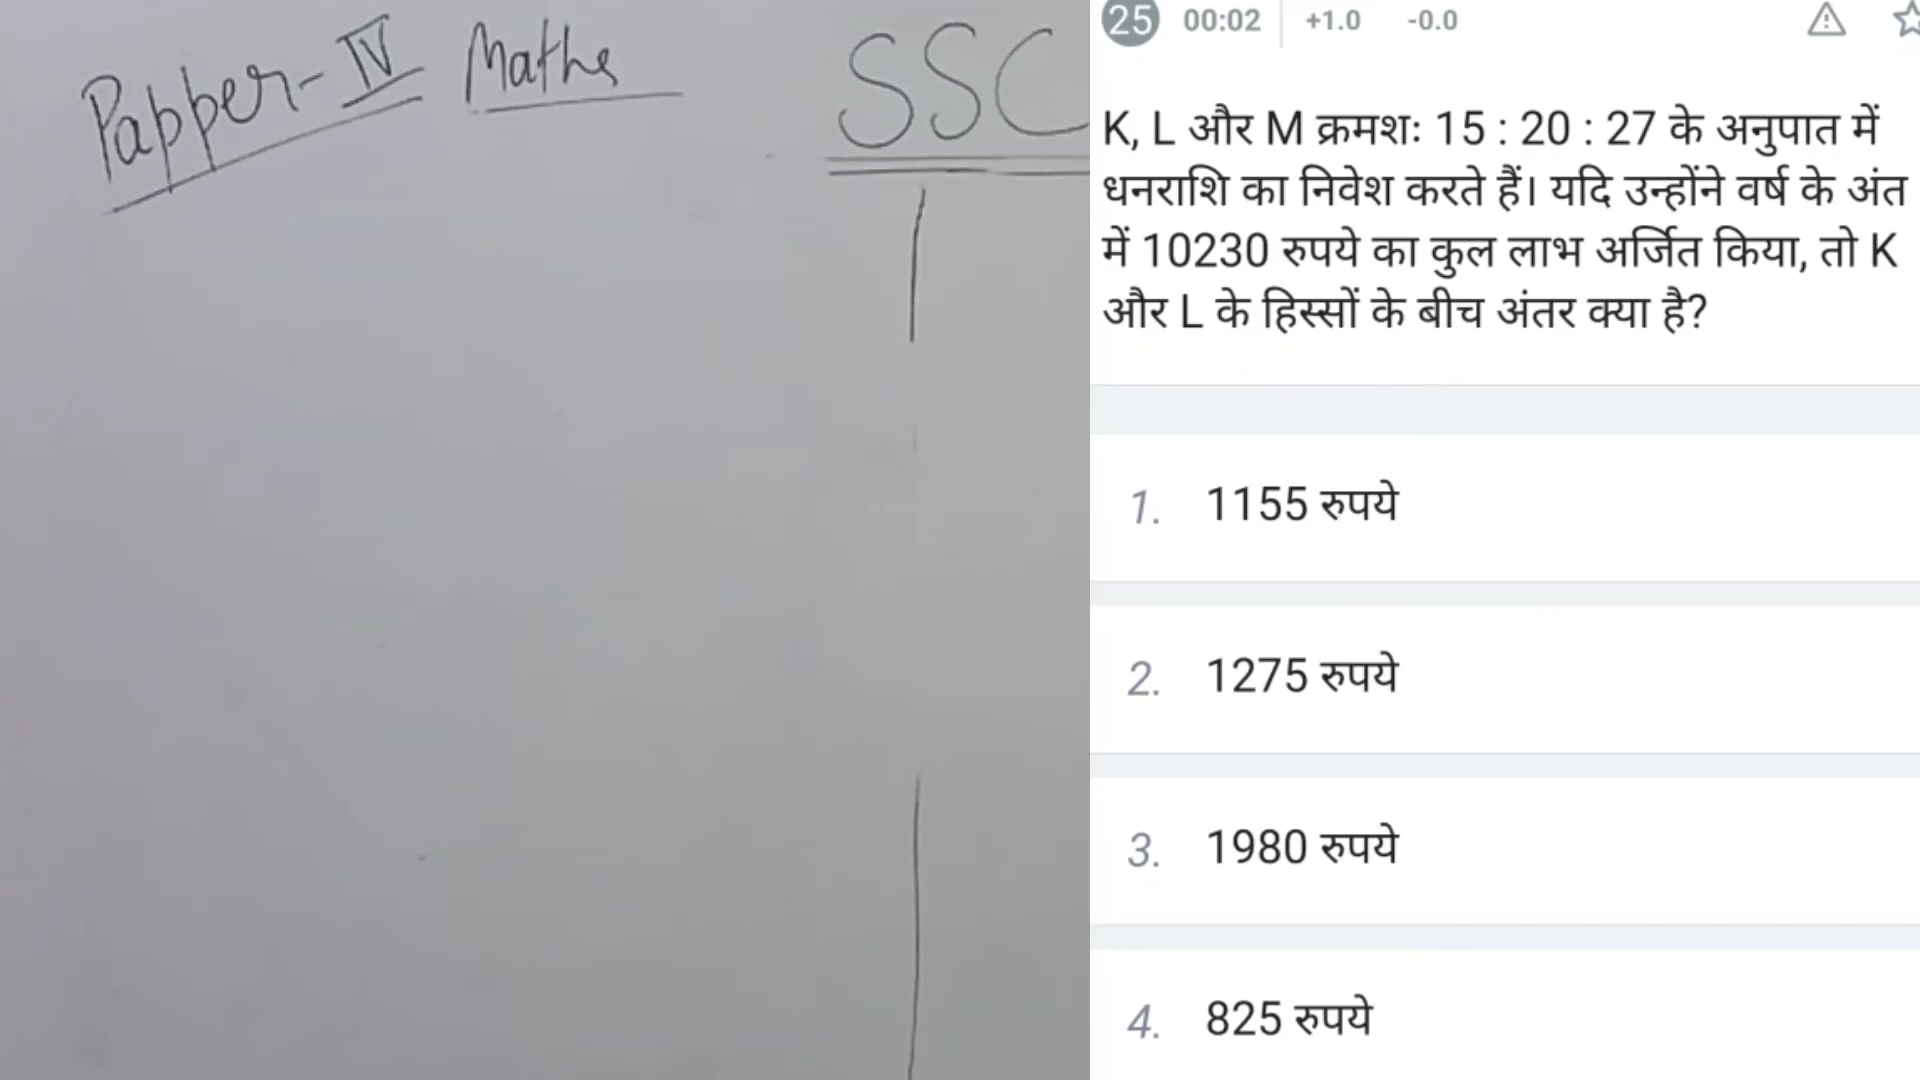 Papper-IV Maths
SSC
25 00:02 +1.0 -0.0
K, L और M क्रमशः 15 : 20 : 27 के अनुपात में
धनराशि का निवेश करते हैं। यदि उन्होंने वर्ष के अंत
में 10230 रुपये का कुल लाभ अर्जित किया, तो K
और L के हिस्सों के बीच अंतर क्या है?
1. 1155 रुपये
2. 1275 रुपये
3. 1980 रुपये
4. 825 रुपये